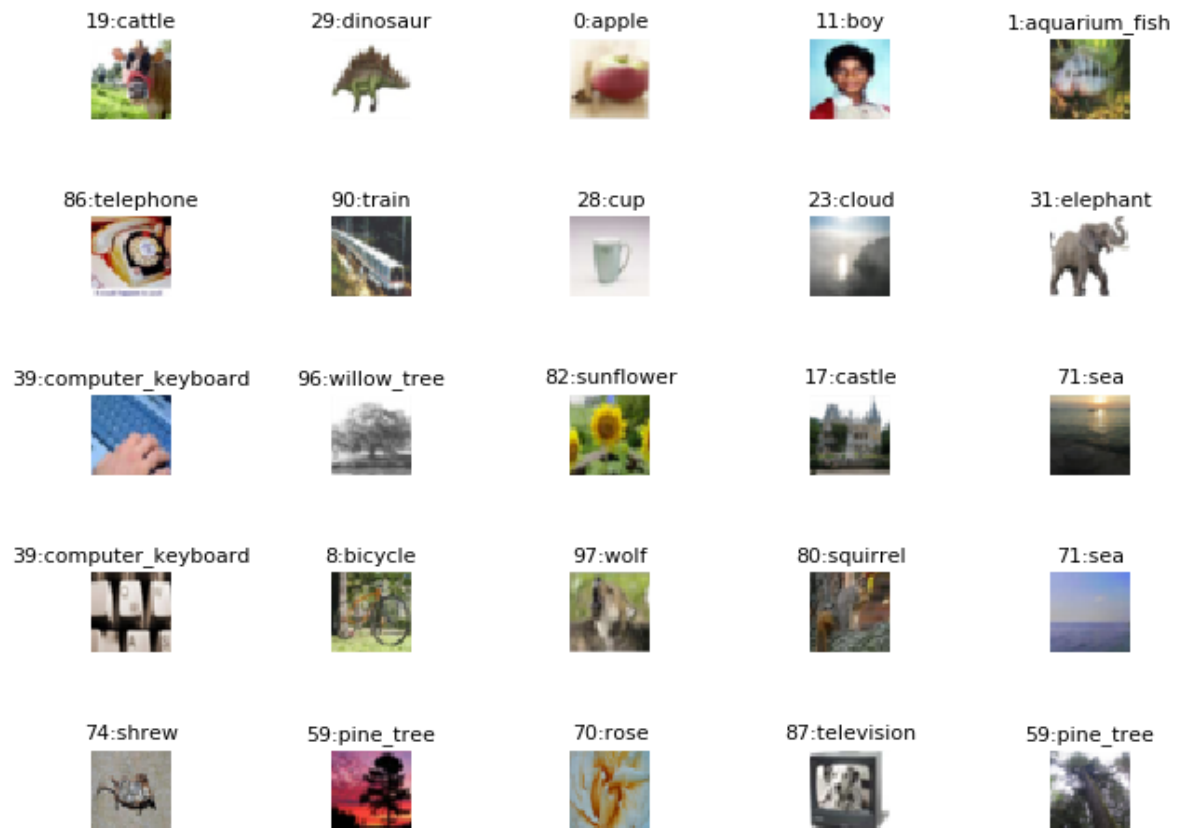 19:cattle 29:dinosaur 0:apple 11:boy 1:aquarium_fish
86:telephone 90:train 28:cup 23:cloud 31:elephant
39:computer_keyboard 96:willow_tree 82:sunflower 17:castle 71:sea
39:computer_keyboard 8:bicycle 97:wolf 80:squirrel 71:sea
74:shrew 59:pine_tree 70:rose 87:television 59:pine_tree